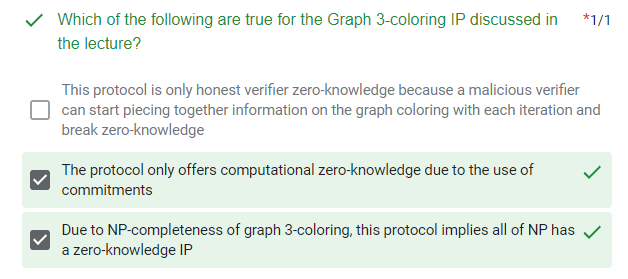 Which of the following are true for the Graph 3-coloring IP discussed in *1/1
the lecture?
This protocol is only honest verifier zero-knowledge because a malicious verifier
can start piecing together information on the graph coloring with each iteration and
break zero-knowledge
The protocol only offers computational zero-knowledge due to the use of
commitments
Due to NP-completeness of graph 3-coloring, this protocol implies all of NP has
a zero-knowledge IP